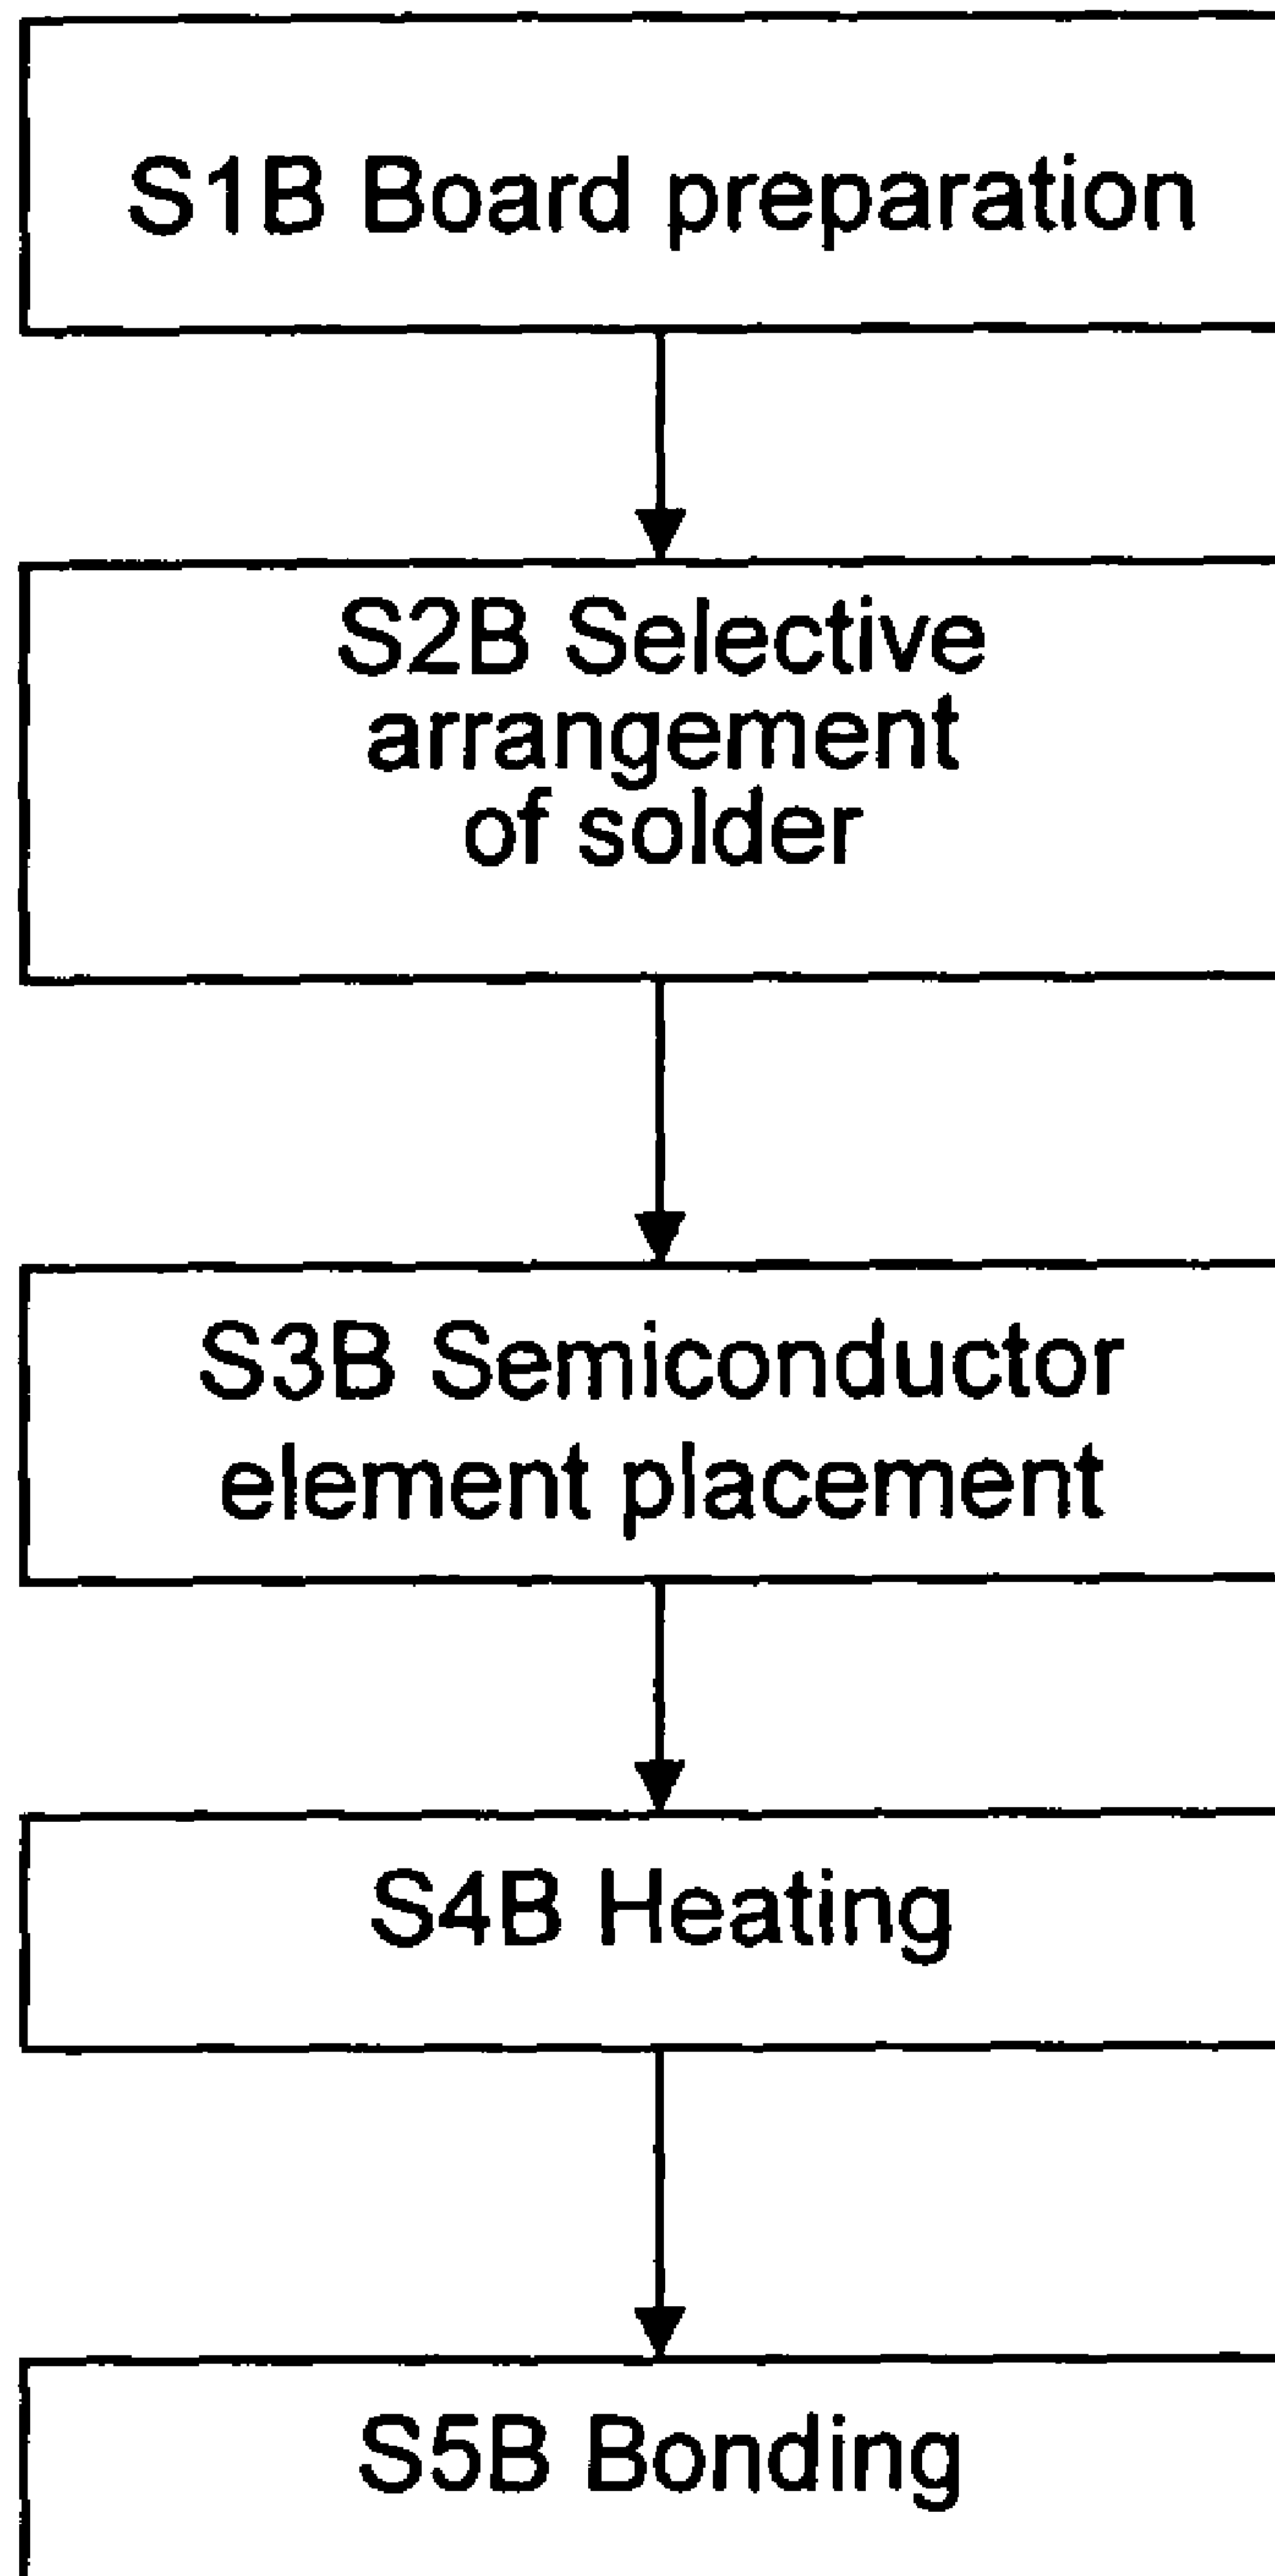 S1B Board preparation
S2B Selective
arrangement
of solder
S3B Semiconductor
element placement
S4B Heating
S5B Bonding